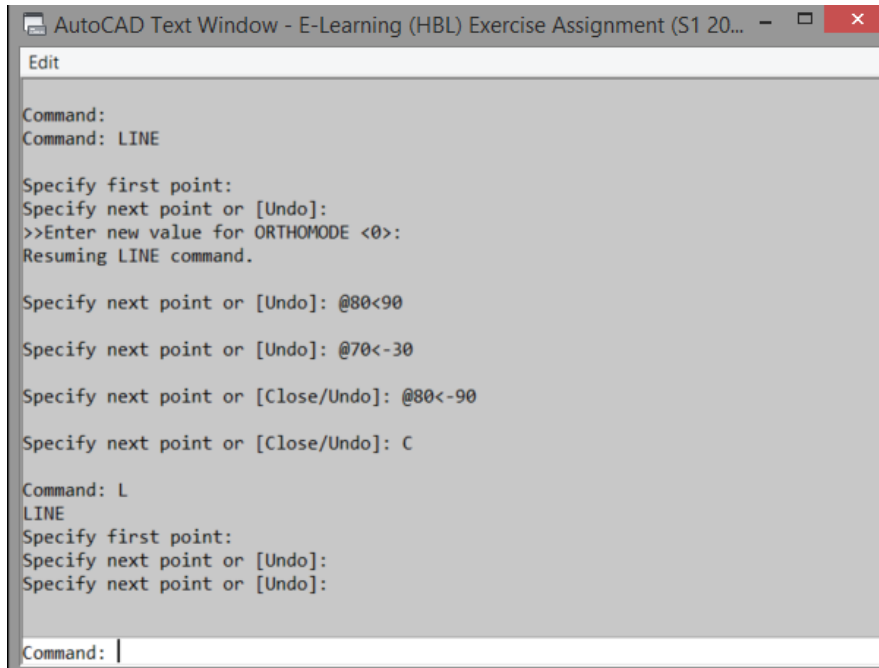 AutoCAD Text Window - E-Learning (HBL) Exercise Assignment (S1 20...
Edit
Command:
Command: LINE
Specify first point:
Specify next point or [Undo]:
>>Enter new value for ORTHOMODE <0>:
Resuming LINE command.
Specify next point or [Undo]: @80<90
Specify next point or [Undo]: @70<-30
Specify next point or [Close/Undo]: @80<-90
Specify next point or [Close/Undo]: C
Command: L
LINE
Specify first point:
Specify next point or [Undo]:
Specify next point or [Undo]:
Command: